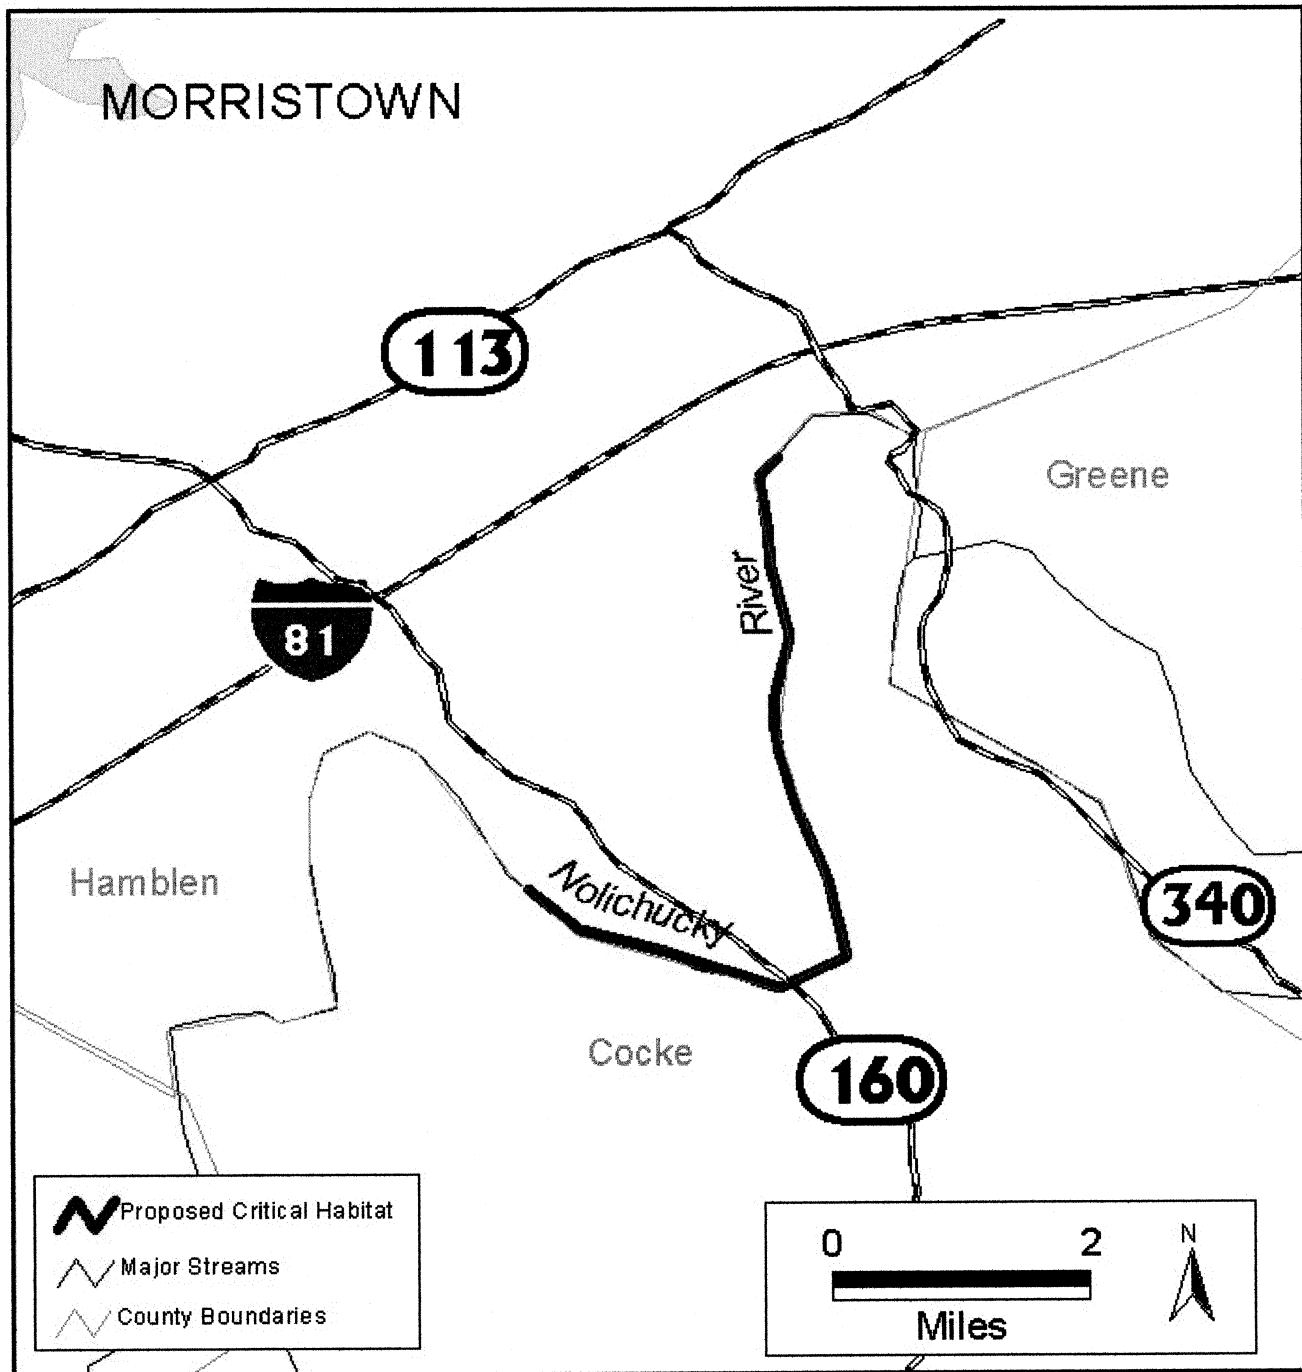 MORRISTOWN
113
Greene
River
81
Hamblen
Nolichucky
340
Cocke
160
Proposed Critical Habitat
Major Streams
County Boundaries
0 2
Miles
N